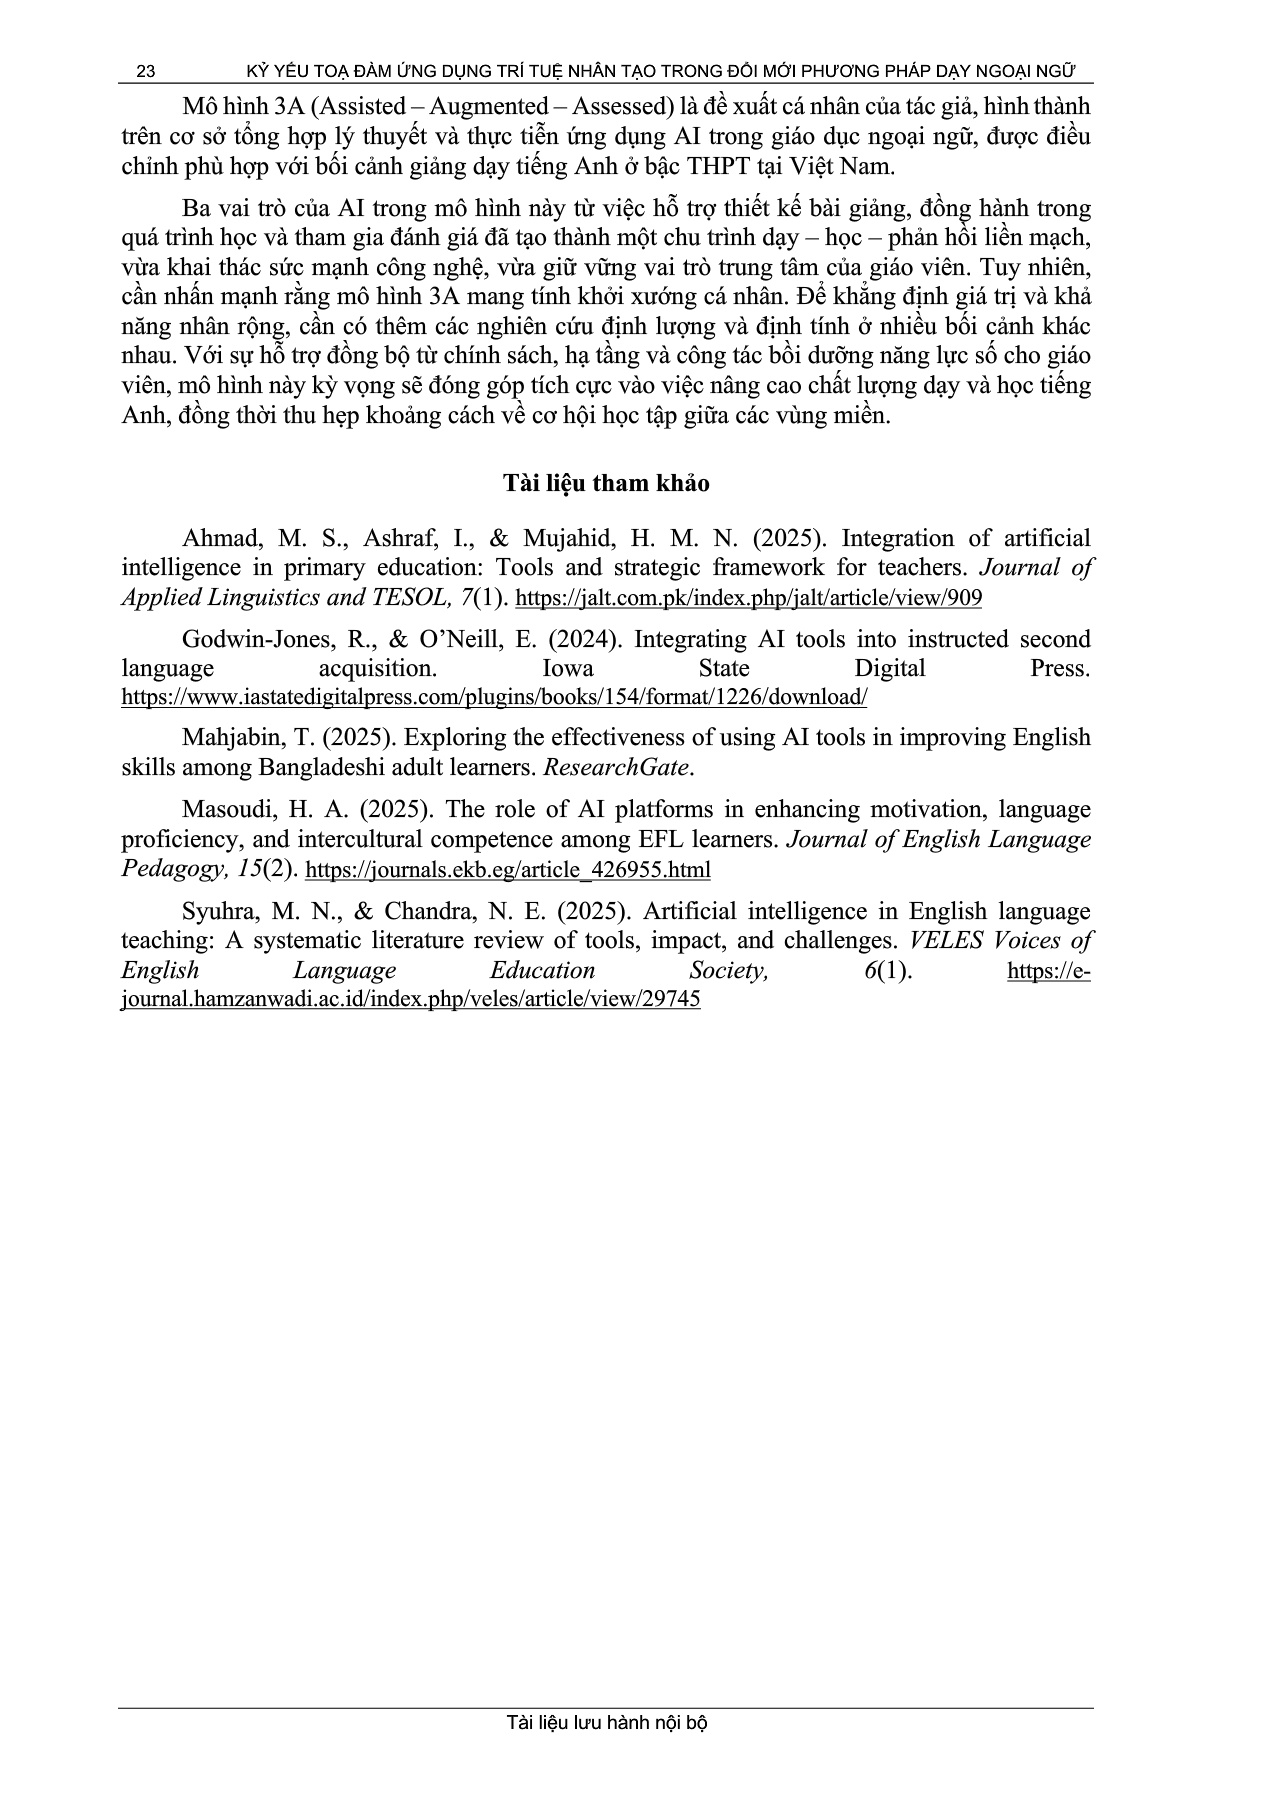 23 KỶ YẾU TOẠ ĐÀM ỨNG DỤNG TRÍ TUỆ NHÂN TẠO TRONG ĐỔI MỚI PHƯƠNG PHÁP DẠY NGOẠI NGỮ
Mô hình 3A (Assisted – Augmented – Assessed) là đề xuất cá nhân của tác giả, hình thành
trên cơ sở tổng hợp lý thuyết và thực tiễn ứng dụng AI trong giáo dục ngoại ngữ, được điều
chỉnh phù hợp với bối cảnh giảng dạy tiếng Anh ở bậc THPT tại Việt Nam.
Ba vai trò của AI trong mô hình này từ việc hỗ trợ thiết kế bài giảng, đồng hành trong
quá trình học và tham gia đánh giá đã tạo thành một chu trình dạy – học – phản hồi liền mạch,
vừa khai thác sức mạnh công nghệ, vừa giữ vững vai trò trung tâm của giáo viên. Tuy nhiên,
cần nhấn mạnh rằng mô hình 3A mang tính khởi xướng cá nhân. Để khẳng định giá trị và khả
năng nhân rộng, cần có thêm các nghiên cứu định lượng và định tính ở nhiều bối cảnh khác
nhau. Với sự hỗ trợ đồng bộ từ chính sách, hạ tầng và công tác bồi dưỡng năng lực số cho giáo
viên, mô hình này kỳ vọng sẽ đóng góp tích cực vào việc nâng cao chất lượng dạy và học tiếng
Anh, đồng thời thu hẹp khoảng cách về cơ hội học tập giữa các vùng miền.
Tài liệu tham khảo
Ahmad, M. S., Ashraf, I., & Mujahid, H. M. N. (2025). Integration of artificial
intelligence in primary education: Tools and strategic framework for teachers. Journal of
Applied Linguistics and TESOL, 7(1). https://jalt.com.pk/index.php/jalt/article/view/909
Godwin-Jones, R., & O’Neill, E. (2024). Integrating AI tools into instructed second
language acquisition. Iowa State Digital Press.
https://www.iastatedigitalpress.com/plugins/books/154/format/1226/download/
Mahjabin, T. (2025). Exploring the effectiveness of using AI tools in improving English
skills among Bangladeshi adult learners. ResearchGate.
Masoudi, H. A. (2025). The role of AI platforms in enhancing motivation, language
proficiency, and intercultural competence among EFL learners. Journal of English Language
Pedagogy, 15(2). https://journals.ekb.eg/article_426955.html
Syuhra, M. N., & Chandra, N. E. (2025). Artificial intelligence in English language
teaching: A systematic literature review of tools, impact, and challenges. VELES Voices of
English Language Education Society, 6(1). https://e-
journal.hamzanwadi.ac.id/index.php/veles/article/view/29745
Tài liệu lưu hành nội bộ